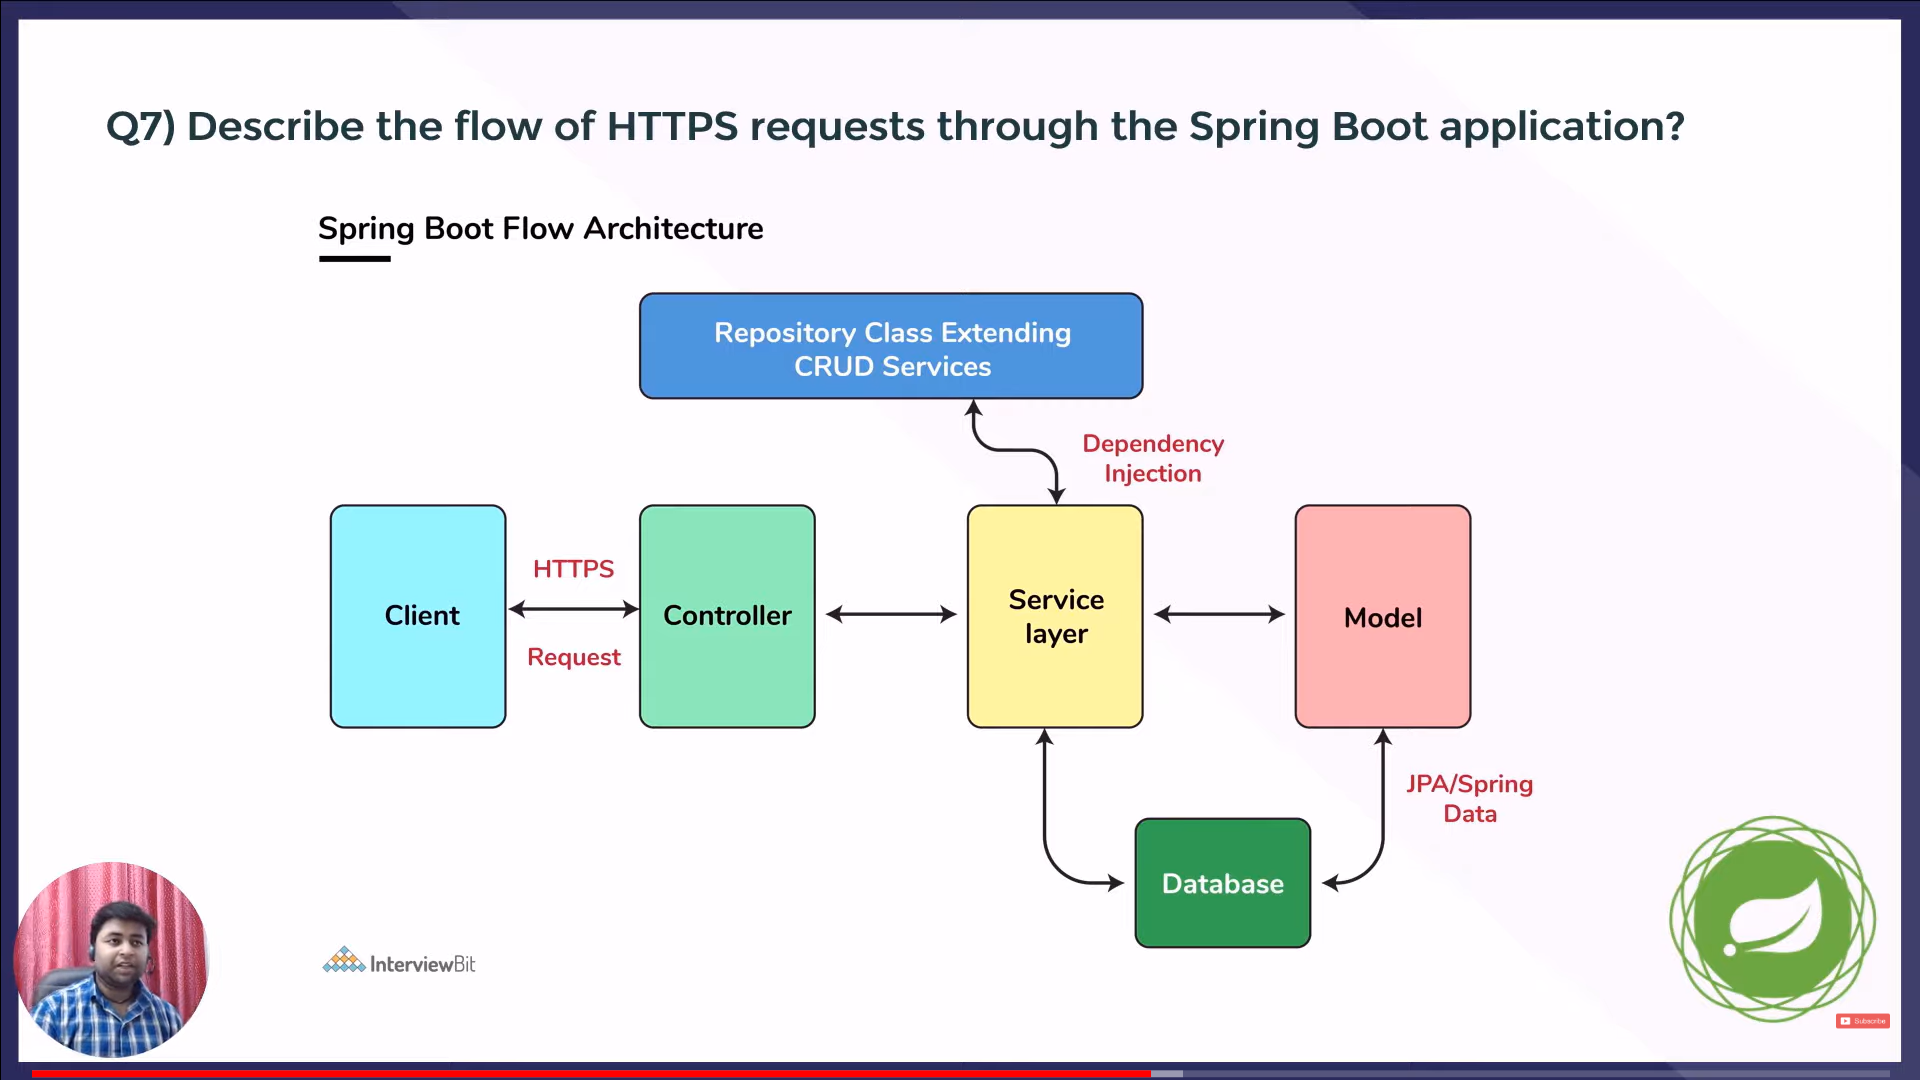 Q7) Describe the flow of HTTPS requests through the Spring Boot application?
Spring Boot Flow Architecture
Repository Class Extending
CRUD Services
Dependency
Injection
Client
HTTPS
Request
Controller
Service
layer
Model
JPA/Spring
Data
Database
InterviewBit
Subscribe